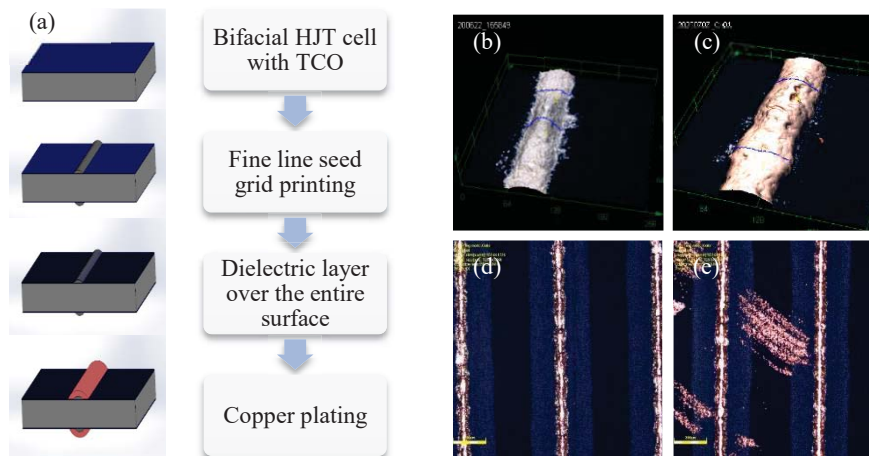 (a)
Bifacial HJT cell
with TCO
Fine line seed
grid printing
Dielectric layer
over the entire
surface
Copper plating
(b)
(c)
(d)
(e)